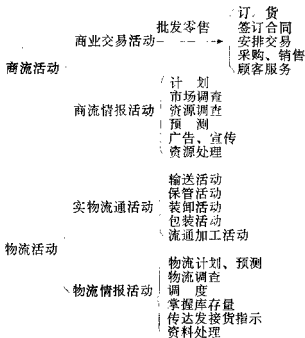 订 货
批发零售
签订合同
商业交易活动
安排交易
采购、销售
商流活动
顾客服务
计 划
市场调查
商流情报活动
资源调查
预 测
广告、宣传
资源处理
输送活动
保管活动
实物流通活动
装卸活动
包装活动
流通加工活动
物流活动
物流计划、预测
物流调查
物流情报活动
调 度
掌握库存量
传达发接货指示
资料处理